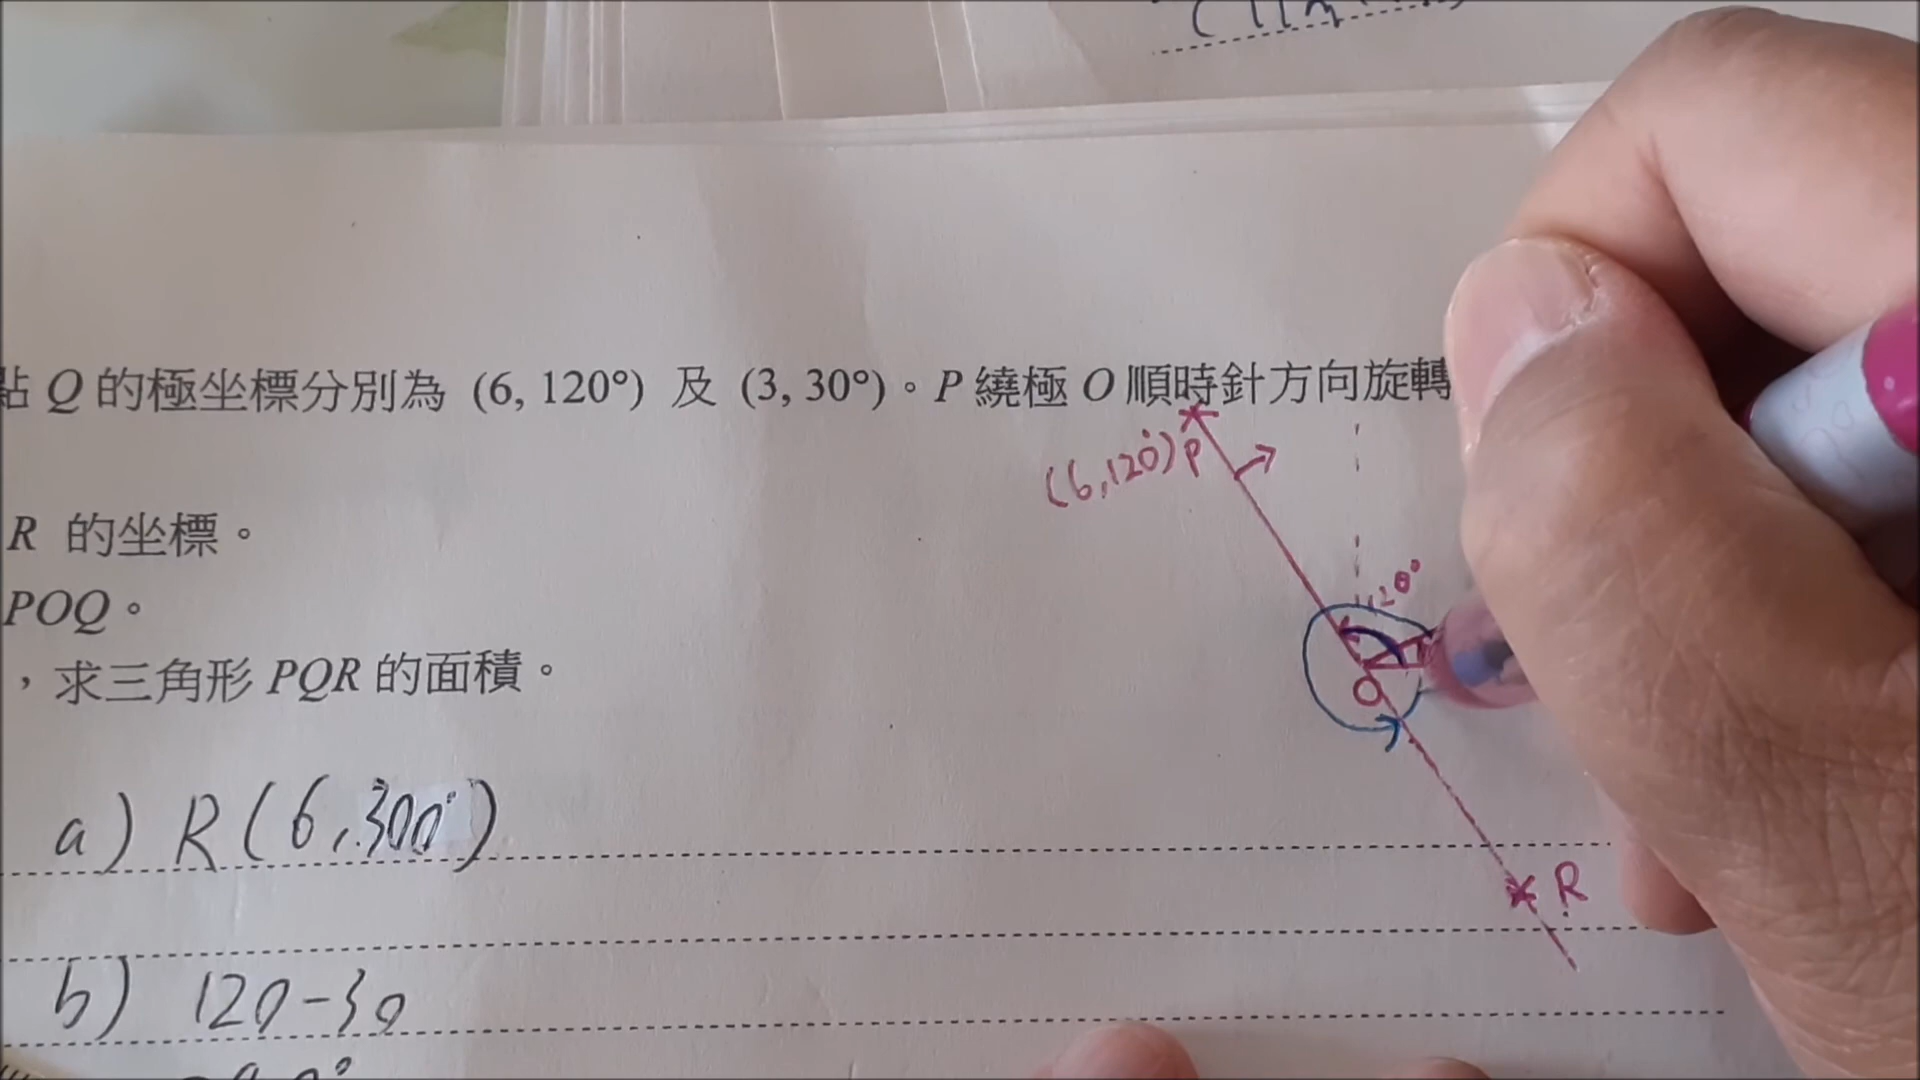 點 Q 的極坐標分別為 (6, 120°) 及 (3, 30°)。P 繞極 O 順時針方向旋轉
(6,120°) P
R 的坐標。
120°
POQ。
，求三角形 PQR 的面積。
O
a) R(6,300°)
R
b) 120-30